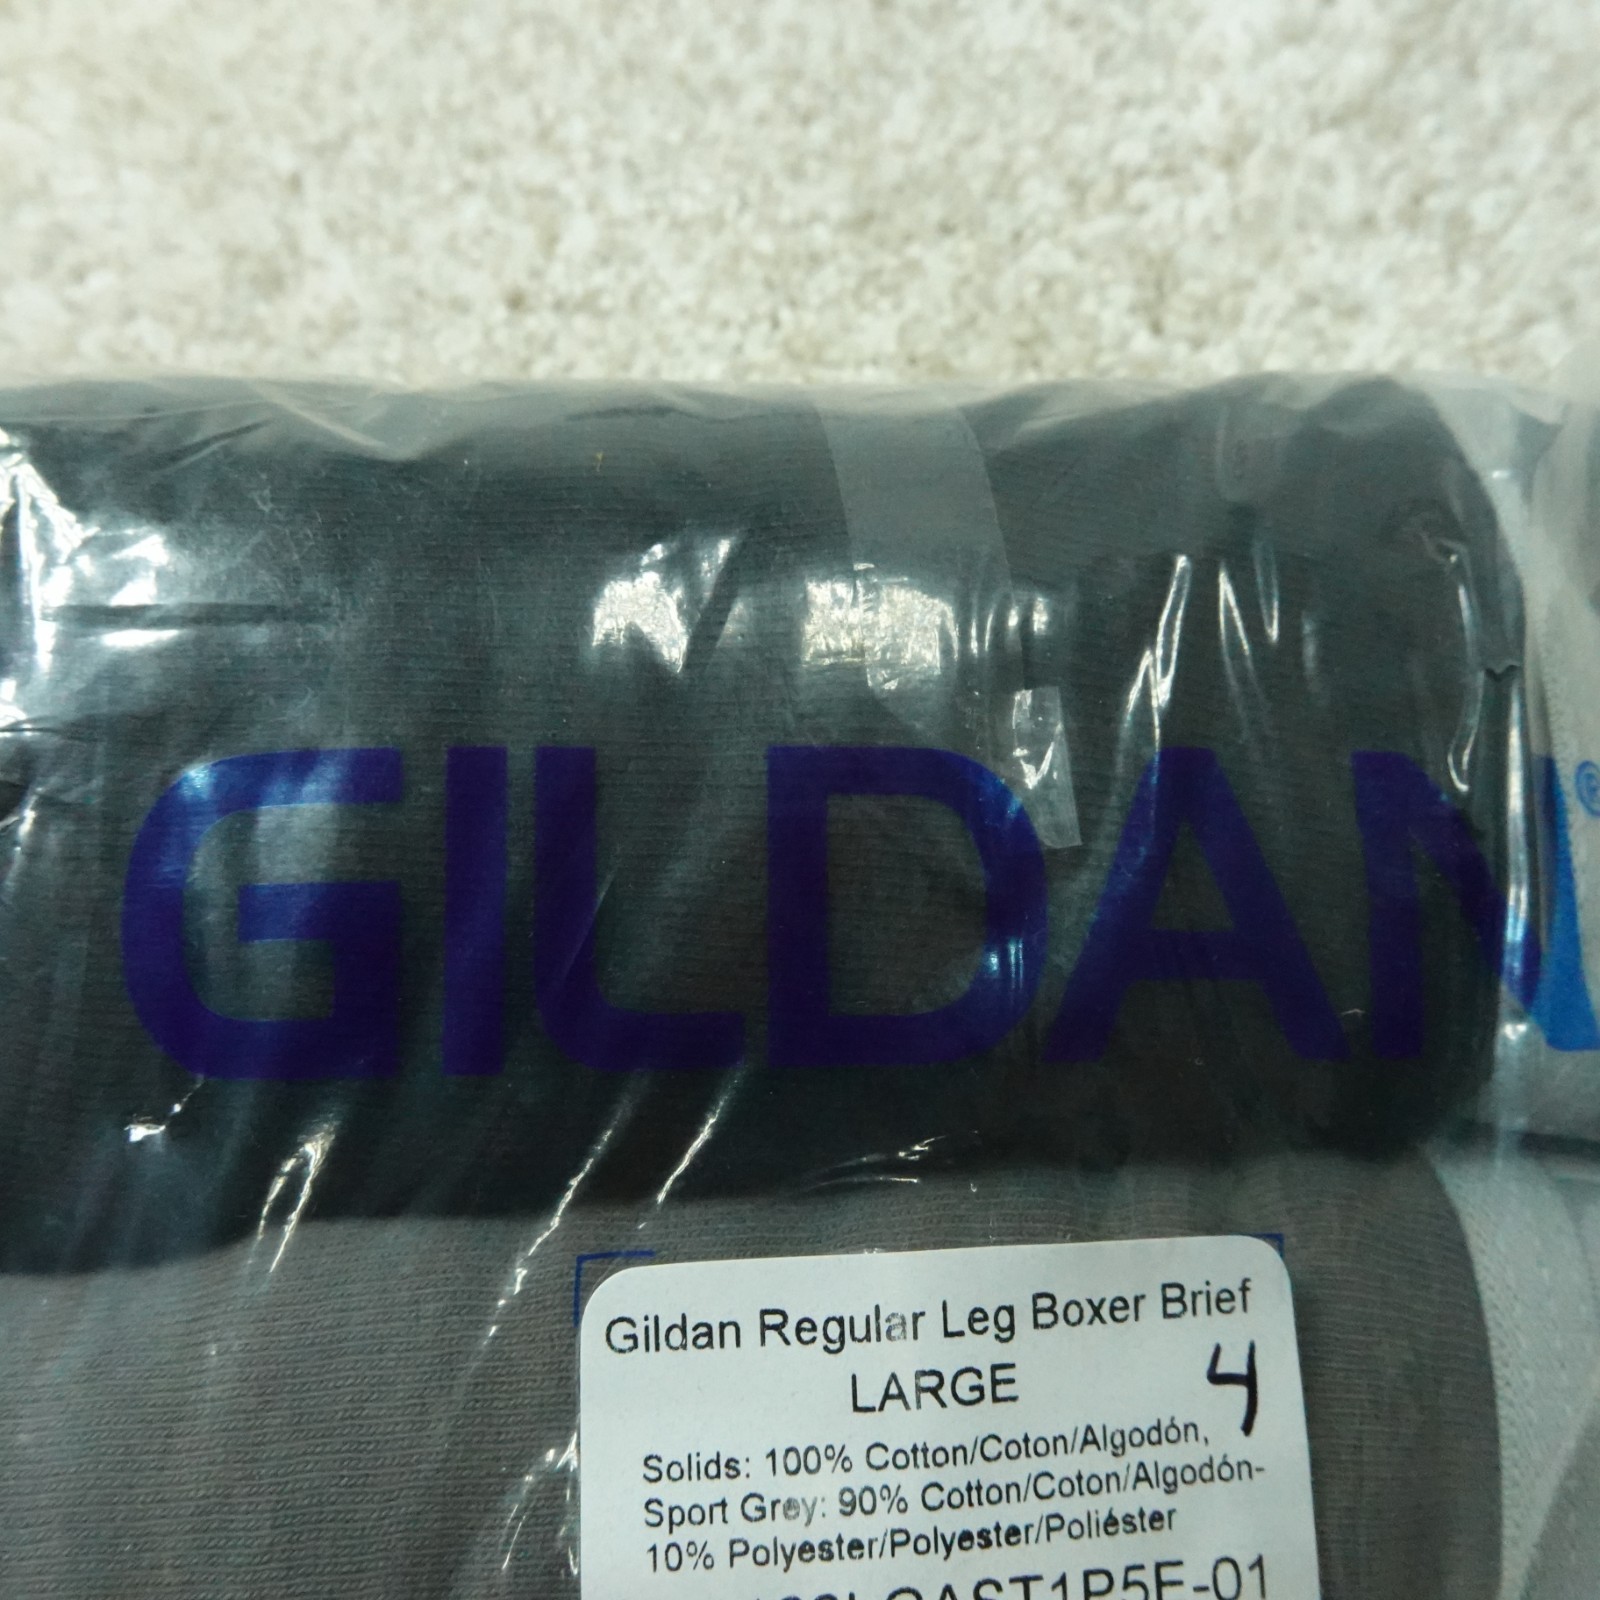 GILDAN®
Gildan Regular Leg Boxer Brief
LARGE 4
Solids: 100% Cotton/Coton/Algodón,
Sport Grey: 90% Cotton/Coton/Algodón-
10% Polyester/Polyester/Poliéster